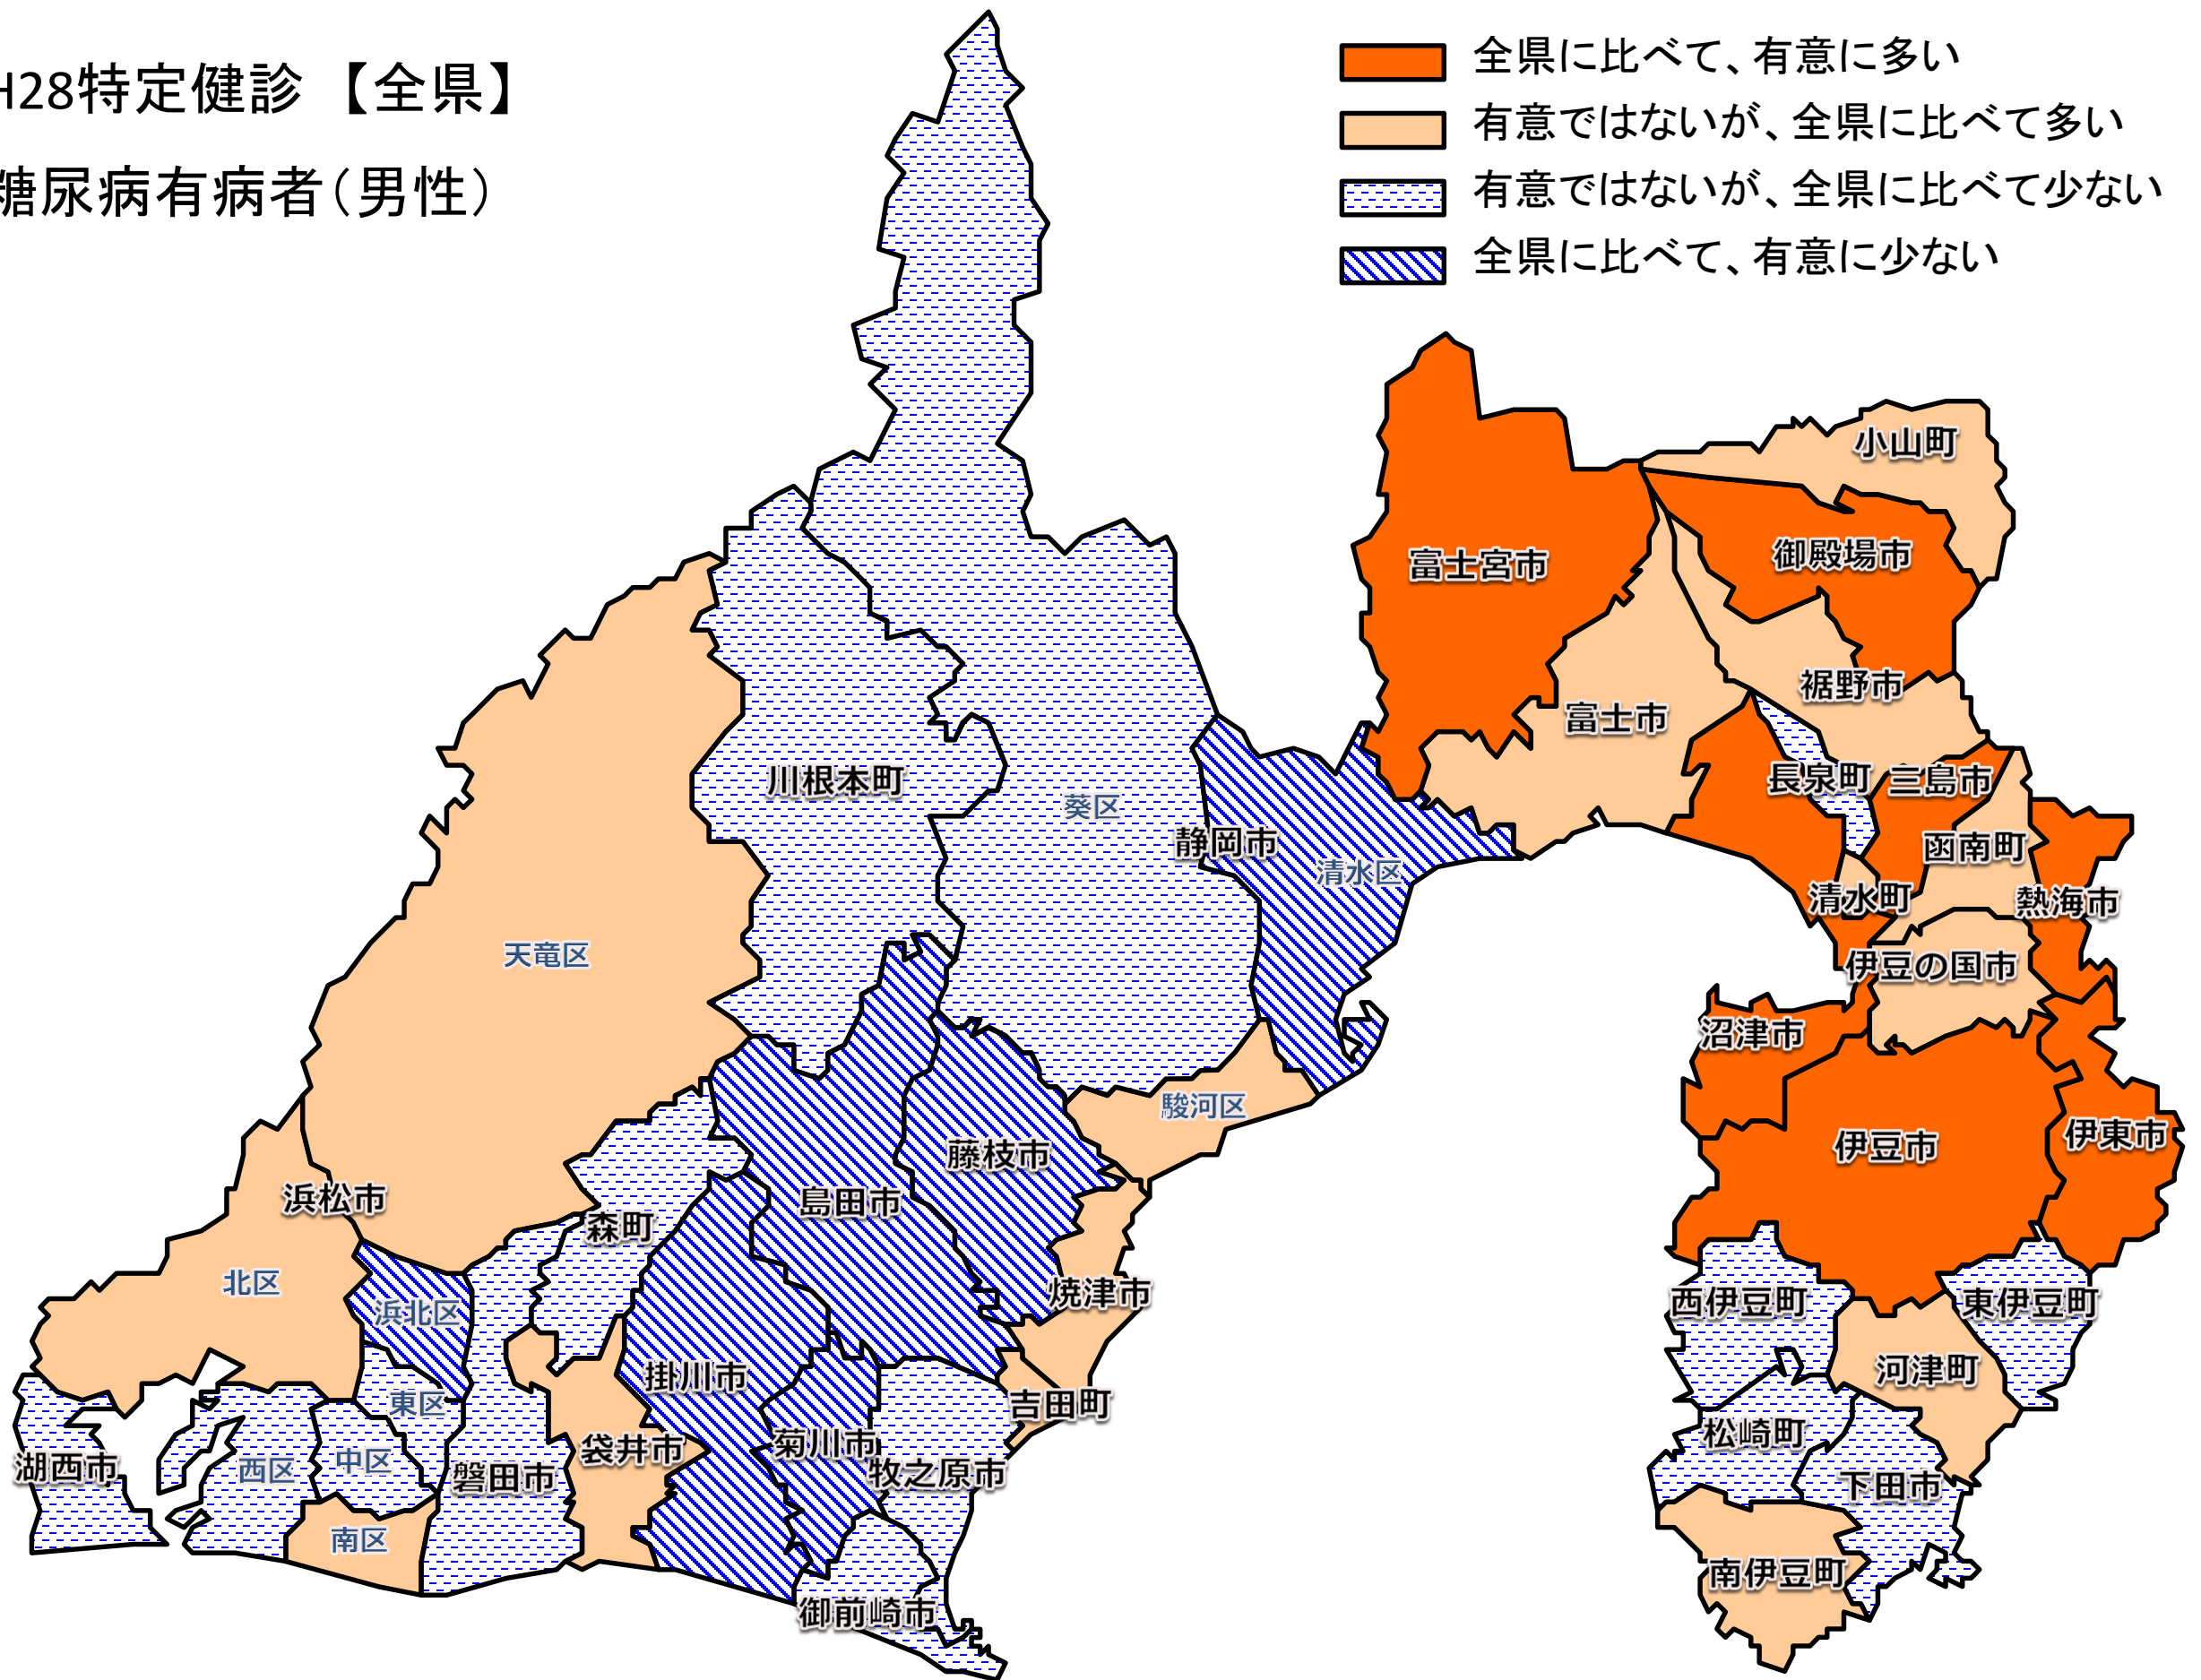 H28特定健診【全県】
糖尿病有病者（男性）
全県に比べて、有意に多い
有意ではないが、全県に比べて多い
有意ではないが、全県に比べて少ない
全県に比べて、有意に少ない
小山町
御殿場市
富士宮市
裾野市
富士市
長泉町
三島市
川根本町
葵区
静岡市
清水区
函南町
清水町
熱海市
天竜区
伊豆の国市
沼津市
駿河区
伊東市
伊豆市
藤枝市
浜松市
島田市
森町
北区
浜北区
焼津市
西伊豆町
東伊豆町
河津町
掛川市
東区
吉田町
松崎町
湖西市
西区
中区
磐田市
袋井市
菊川市
牧之原市
下田市
南区
南伊豆町
御前崎市